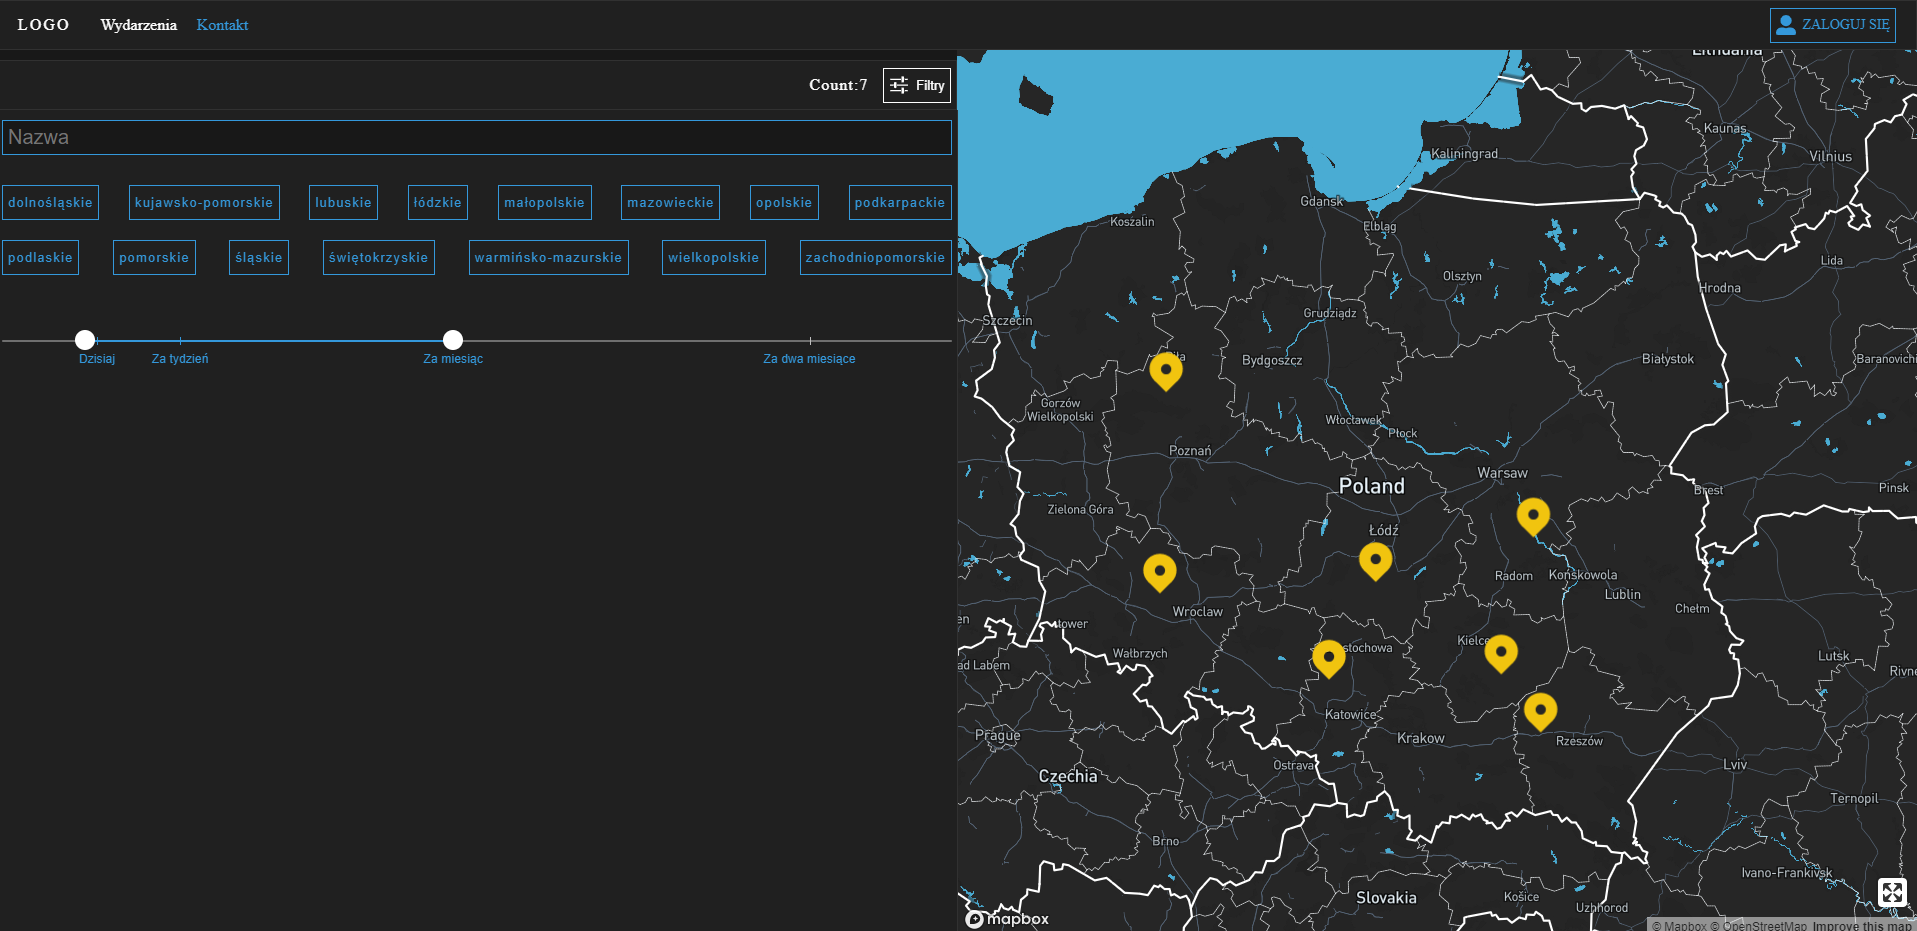 LOGO Wydarzenia Kontakt ZALOGUJ SIĘ
Count:7 Filtry
Nazwa
dolnośląskie kujawsko-pomorskie lubuskie łódzkie małopolskie mazowieckie opolskie podkarpackie
podlaskie pomorskie śląskie świętokrzyskie warmińsko-mazurskie wielkopolskie zachodniopomorskie
Dzisiaj Za tydzień Za miesiąc Za dwa miesiące
Lithuania
Kaunas
Kaliningrad
Vilnius
Gdansk
Koszalin
Elbląg
Lida
Olsztyn
Hrodna
Grudziądz
Szczecin
Bydgoszcz
Białystok
Baranovichi
Gorzów
Wielkopolski
Włocławek
Płock
Poznań
Warsaw
Poland
Brest
Pinsk
Zielona Góra
Łódź
Radom
Końskowola
Lublin
Chełm
Wroclaw
Kielce
Wałbrzych
stochowa
Lutsk
ad Labem
Rivne
Katowice
Prague
Krakow
Rzeszów
Ostrava
Lviv
Czechia
Ternopil
Brno
Ivano-Frankivsk
Slovakia
Košice
Uzhhorod
mapbox
© Mapbox © OpenStreetMap Improve this map